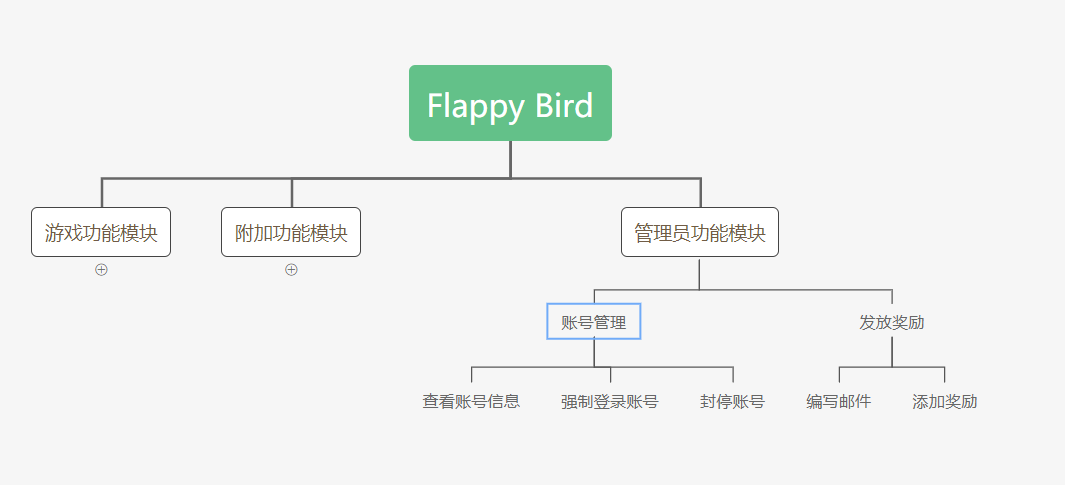 Flappy Bird
游戏功能模块
附加功能模块
管理员功能模块
账号管理
发放奖励
查看账号信息
强制登录账号
封停账号
编写邮件
添加奖励